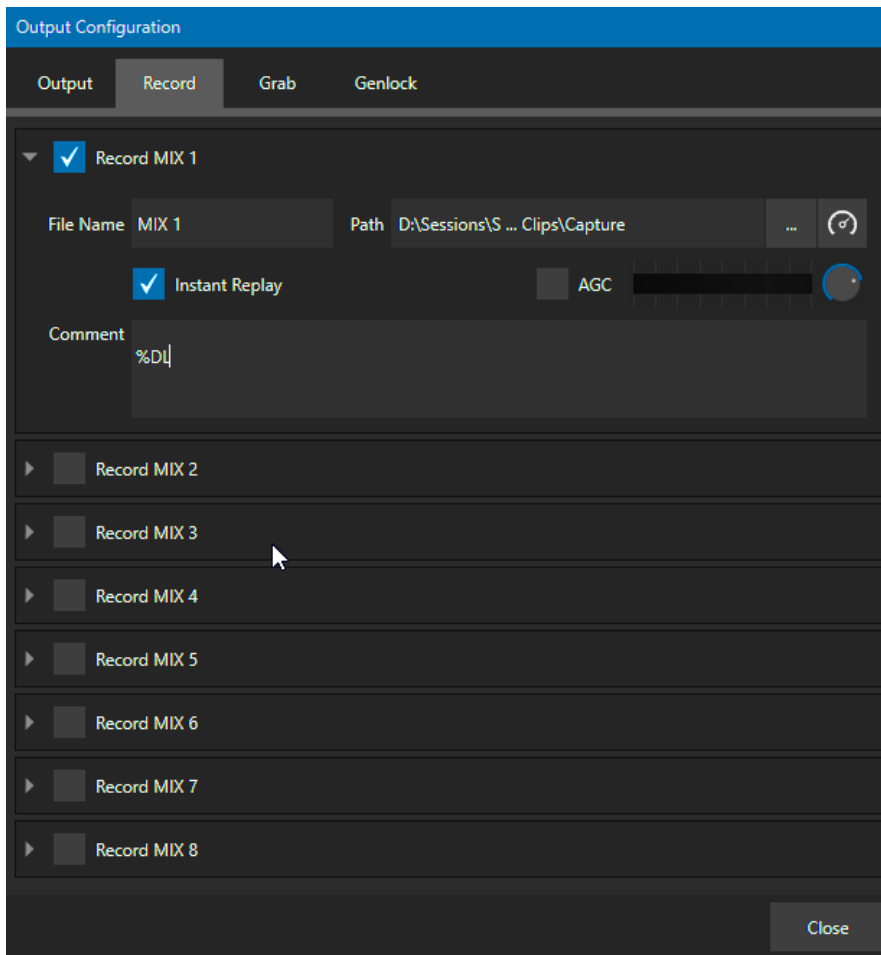 Output Configuration
Output Record Grab Genlock
Record MIX 1
File Name MIX 1 Path D:\Sessions\S ... Clips\Capture ...
Instant Replay AGC
Comment
%DL
Record MIX 2
Record MIX 3
Record MIX 4
Record MIX 5
Record MIX 6
Record MIX 7
Record MIX 8
Close